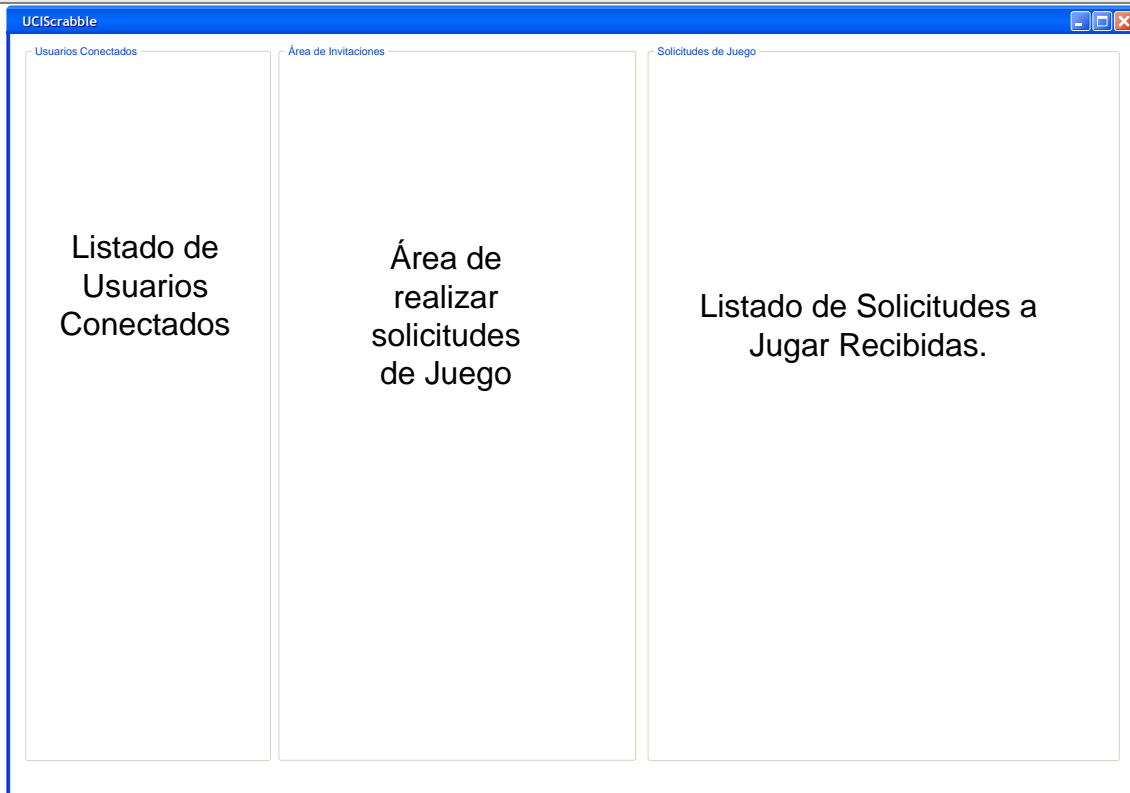 UCIScrabble
Usuarios Conectados
Área de Invitaciones
Solicitudes de Juego
Listado de
Usuarios
Conectados
Área de
realizar
solicitudes
de Juego
Listado de Solicitudes a
Jugar Recibidas.